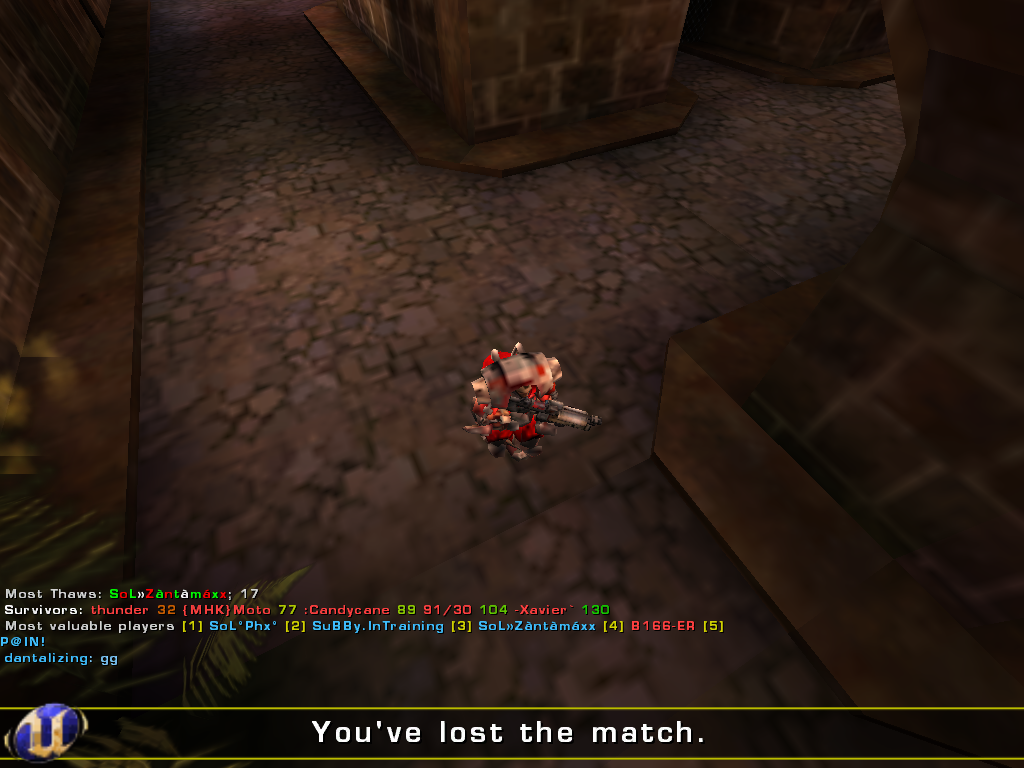 Most Thaws: SoL»Zàntàmáxx; 17
Survivors: thunder 32 {MHK}Moto 77 :Candycane 89 91/30 104 -Xavier¨ 130
Most valuable players [1] SoL°Phx° [2] SuBBy.InTraining [3] SoL»Zàntàmáxx [4] B166-ER [5]
P@IN!
dantalizing: gg
You've lost the match.